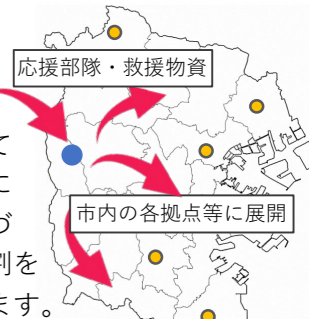 応援部隊・救援物資
て
に
づ
市内の各拠点等に展開
割を
ます。